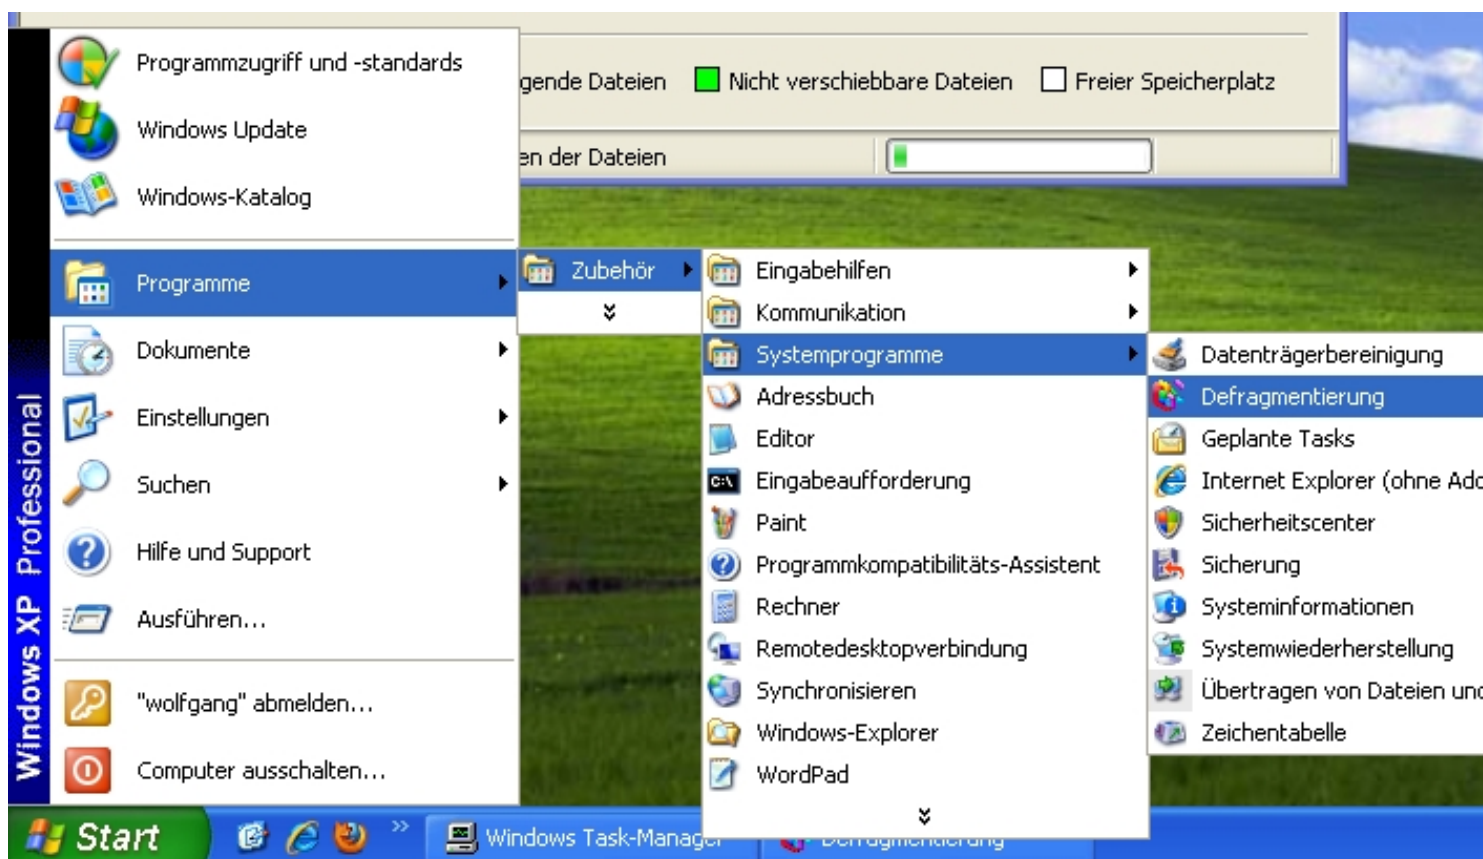 gende Dateien
Nicht verschiebbare Dateien
Freier Speicherplatz
en der Dateien
Windows XP Professional
Programmzugriff und -standards
Windows Update
Windows-Katalog
Programme
Dokumente
Einstellungen
Suchen
Hilfe und Support
Ausführen...
"wolfgang" abmelden...
Computer ausschalten...
Zubehör
Eingabehilfen
Kommunikation
Systemprogramme
Adressbuch
Editor
Eingabeaufforderung
Paint
Programmkompatibilitäts-Assistent
Rechner
Remotedesktopverbindung
Synchronisieren
Windows-Explorer
WordPad
Datenträgerbereinigung
Defragmentierung
Geplante Tasks
Internet Explorer (ohne Add
Sicherheitscenter
Sicherung
Systeminformationen
Systemwiederherstellung
Übertragen von Dateien und
Zeichentabelle
Start
Windows Task-Manager
Defragmentierung